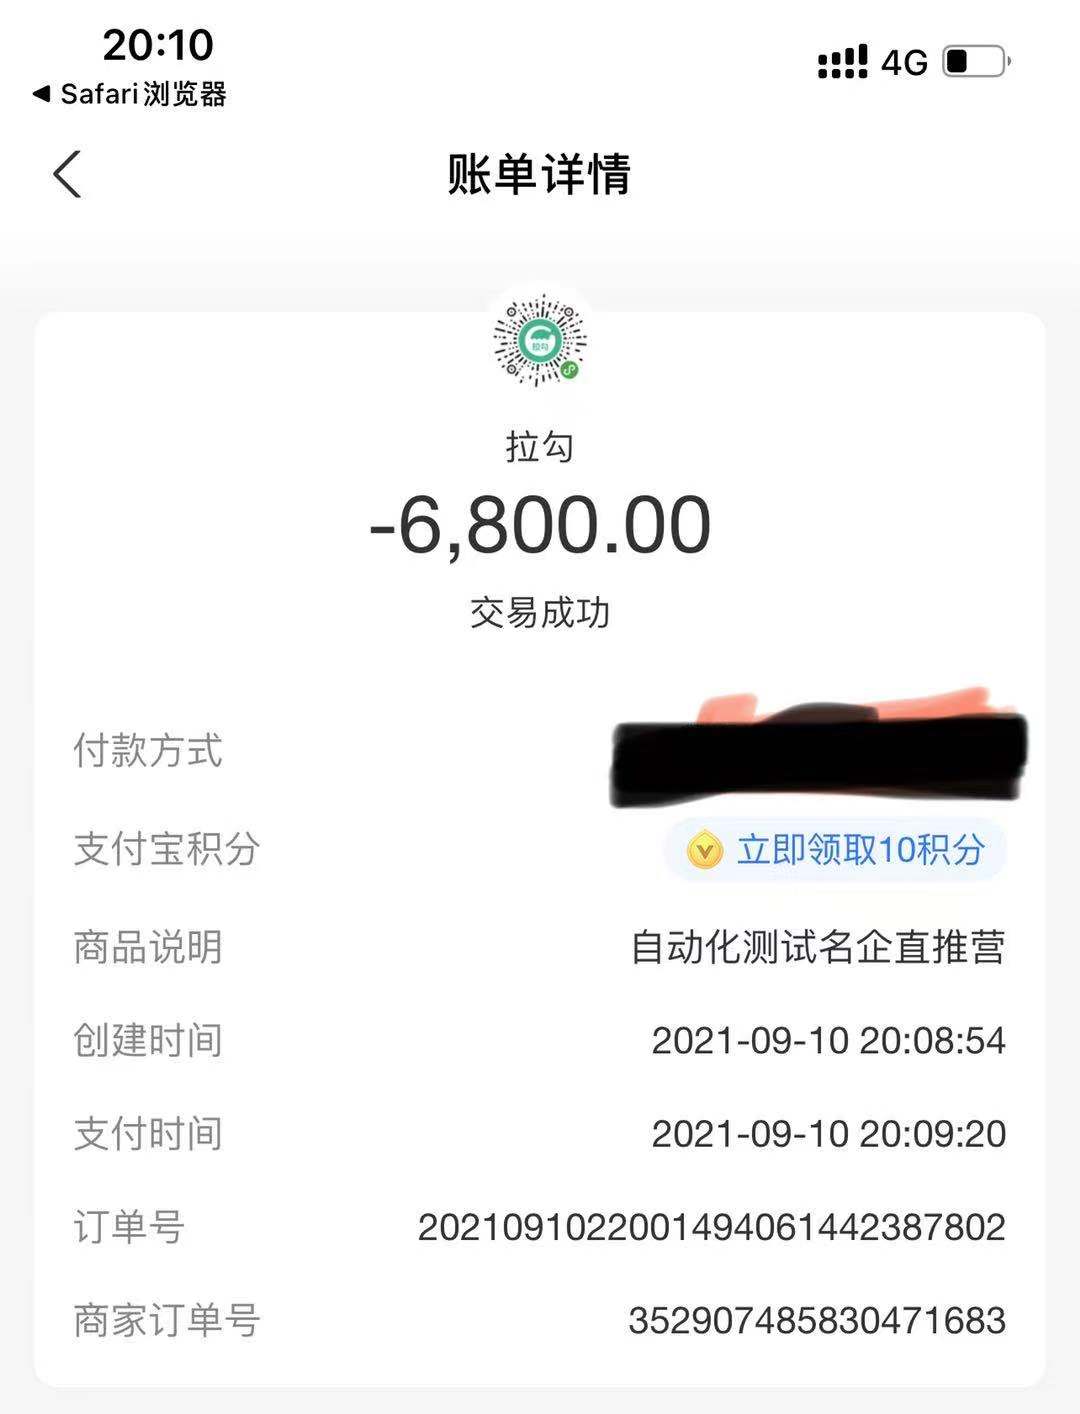 20:10
4G
◀ Safari浏览器
账单详情
拉勾
拉勾
-6,800.00
交易成功
付款方式
支付宝积分
立即领取10积分
商品说明
自动化测试名企直推营
创建时间
2021-09-10 20:08:54
支付时间
2021-09-10 20:09:20
订单号
2021091022001494061442387802
商家订单号
352907485830471683